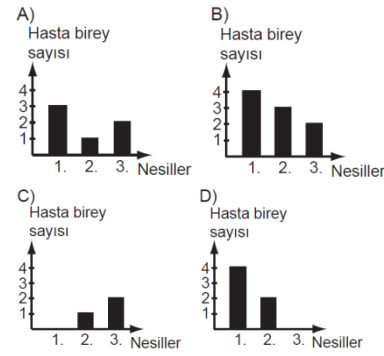 A)
Hasta birey
sayısı
4
3
2
1
1. 2. 3. Nesiller
B)
Hasta birey
sayısı
4
3
2
1
1. 2. 3. Nesiller
C)
Hasta birey
sayısı
4
3
2
1
1. 2. 3. Nesiller
D)
Hasta birey
sayısı
4
3
2
1
1. 2. 3. Nesiller